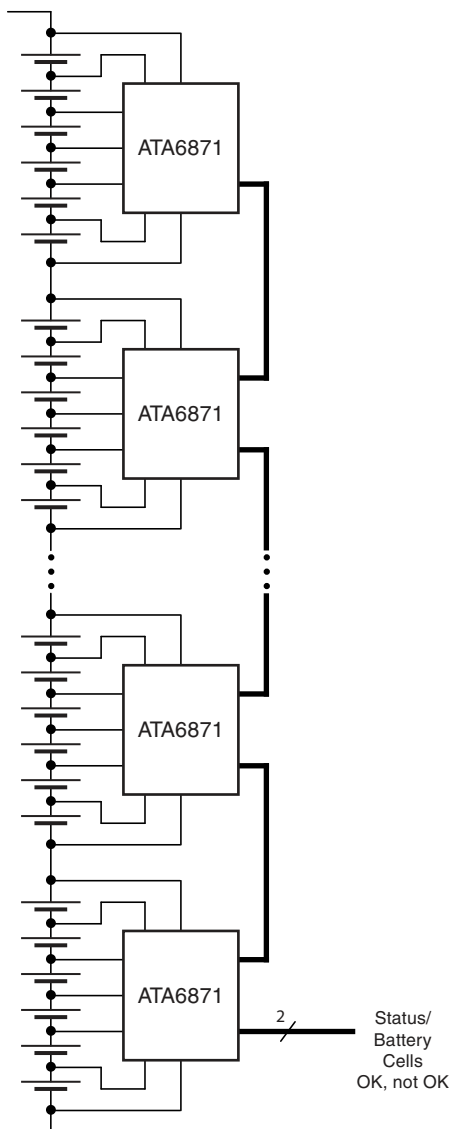 ATA6871
ATA6871
ATA6871
ATA6871
2
Status/
Battery
Cells
OK, not OK